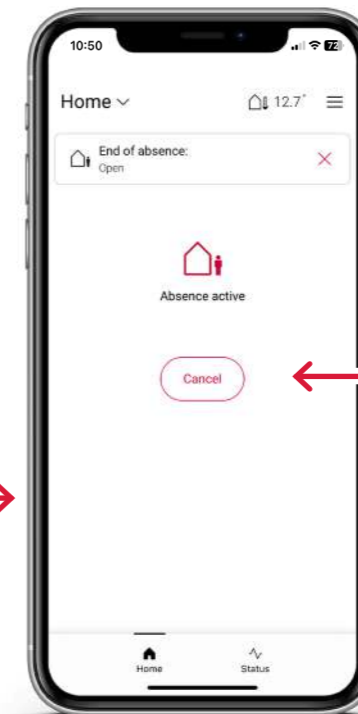 10:50
72
Home
12.7°
End of absence:
Open
Absence active
Cancel
Home
Status